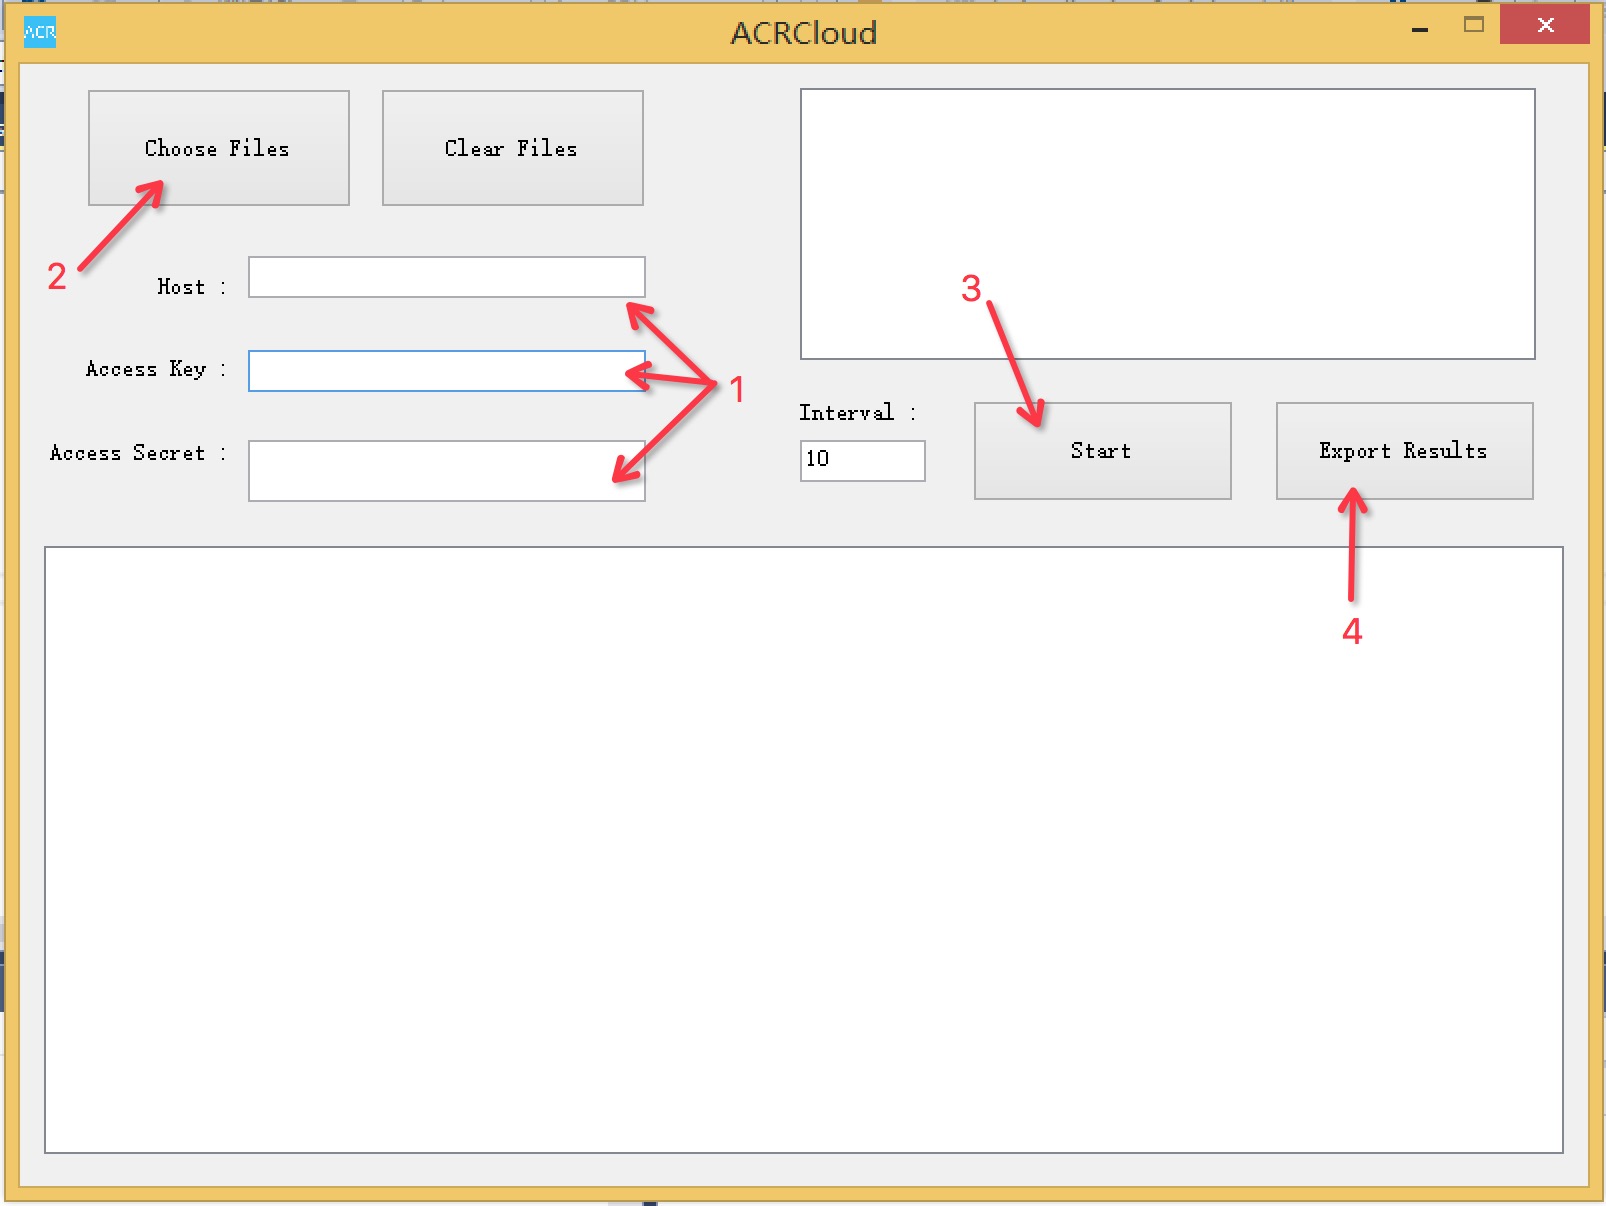 ACR
ACRCloud
Choose Files
Clear Files
2
Host :
3
Access Key :
1
Interval :
Access Secret :
10
Start
Export Results
4